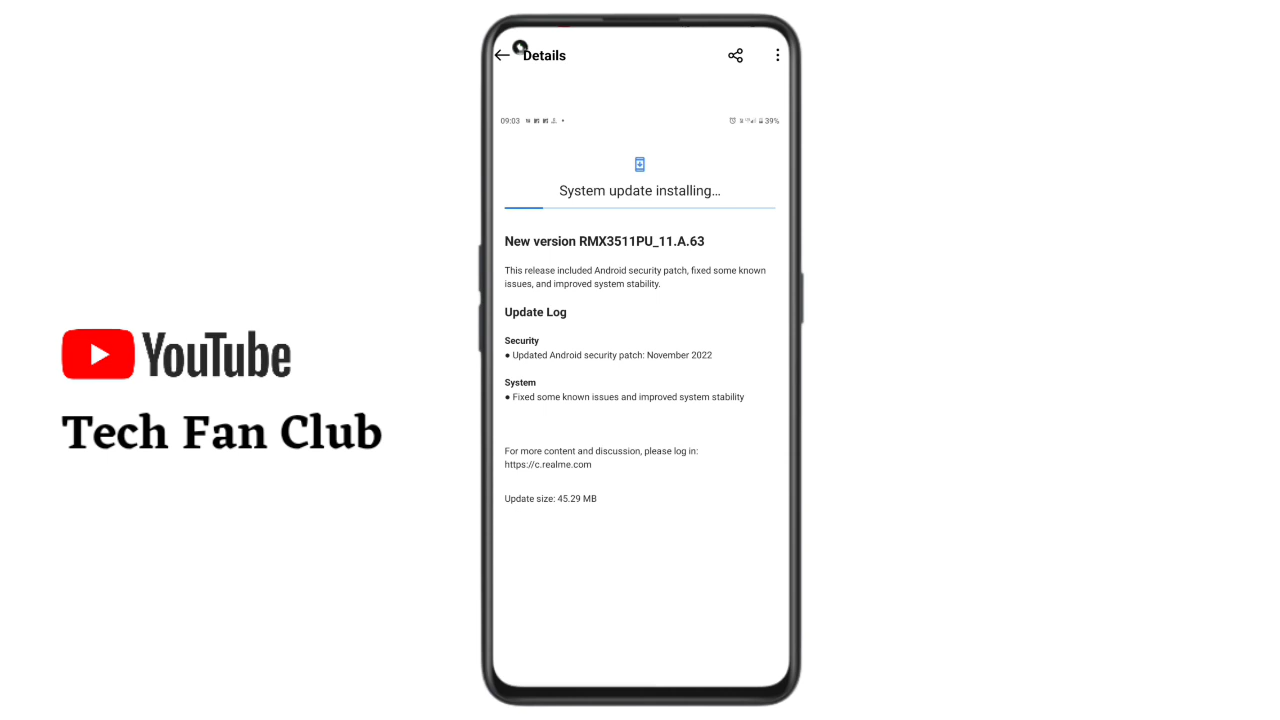 Details
09:03
39%
System update installing...
New version RMX3511PU_11.A.63
This release included Android security patch, fixed some known
issues, and improved system stability.
Update Log
Security
● Updated Android security patch: November 2022
System
● Fixed some known issues and improved system stability
For more content and discussion, please log in:
https://c.realme.com
Update size: 45.29 MB
YouTube
Tech Fan Club